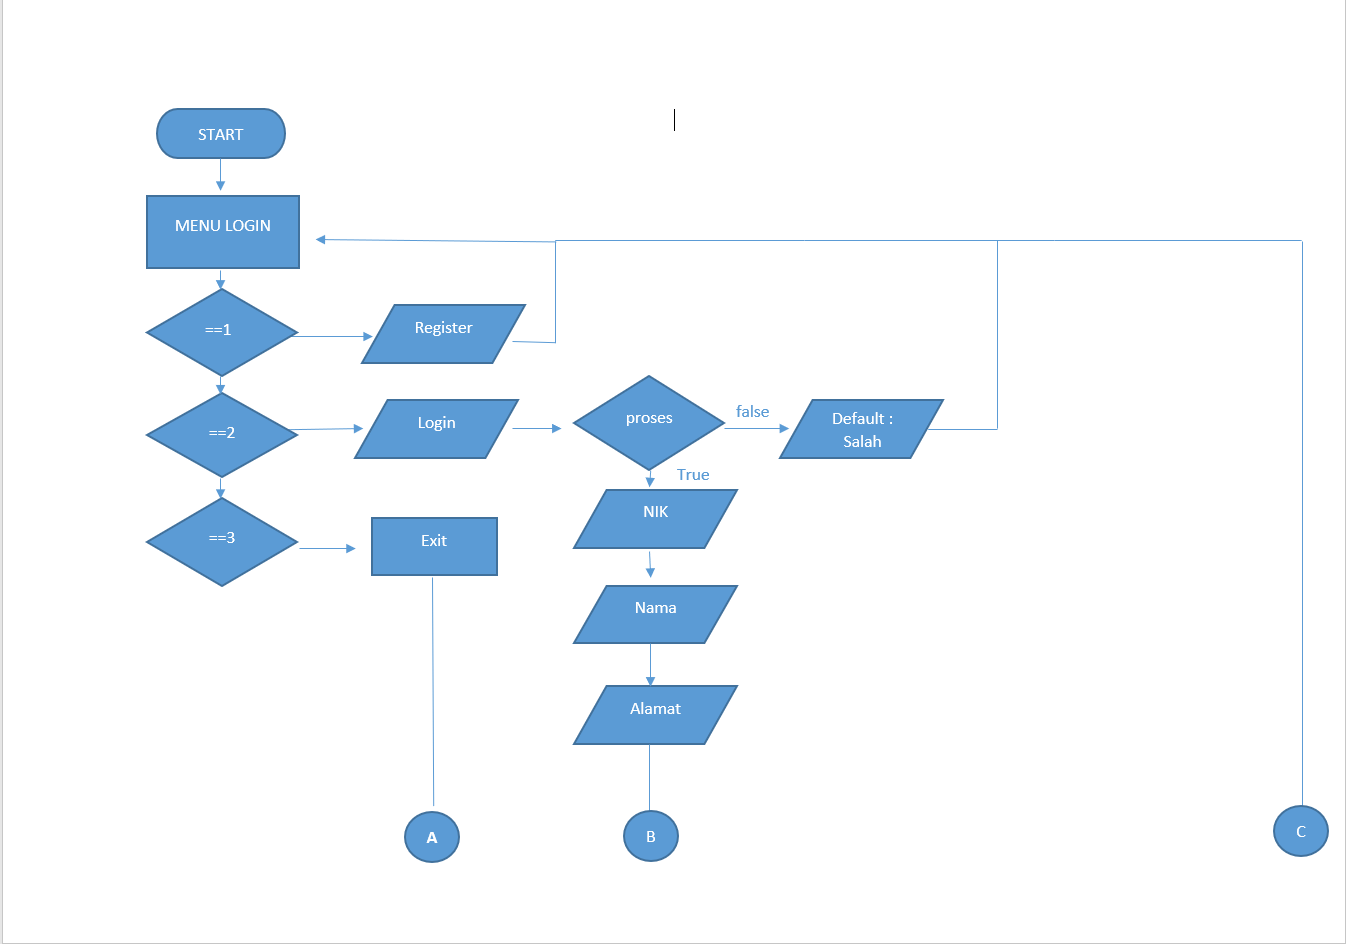 START
MENU LOGIN
==1
Register
==2
Login
proses
false
Default :
Salah
True
==3
Exit
NIK
Nama
Alamat
A
B
C